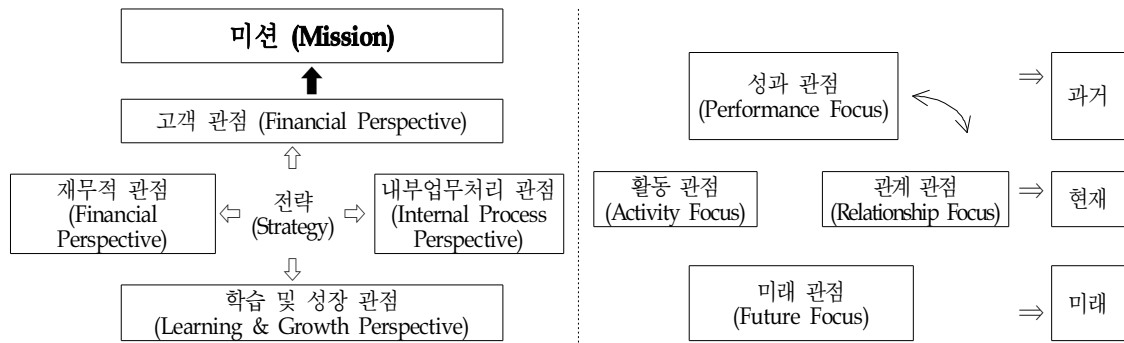 미션 (Mission)
고객 관점 (Financial Perspective)
재무적 관점
(Financial
Perspective)
전략
(Strategy)
내부업무처리 관점
(Internal Process
Perspective)
학습 및 성장 관점
(Learning & Growth Perspective)
성과 관점
(Performance Focus)
⇒
과거
활동 관점
(Activity Focus)
관계 관점
(Relationship Focus)
⇒
현재
미래 관점
(Future Focus)
⇒
미래